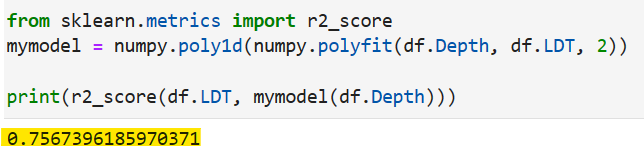 from sklearn.metrics import r2_score
mymodel = numpy.poly1d(numpy.polyfit(df.Depth, df.LDT, 2))
print(r2_score(df.LDT, mymodel(df.Depth)))
0.7567396185970371